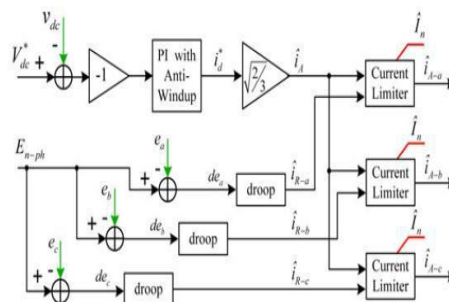 v_dc
V*_dc + -
-1
PI with Anti-Windup
i*_d
√2/3
î_A
Î_n
Current Limiter
î_A-a
E_n-ph
e_a
+ -
de_a
droop
î_R-a
Î_n
Current Limiter
î_A-b
e_b
+ -
de_b
droop
î_R-b
Î_n
Current Limiter
î_A-c
e_c
+ -
de_c
droop
î_R-c